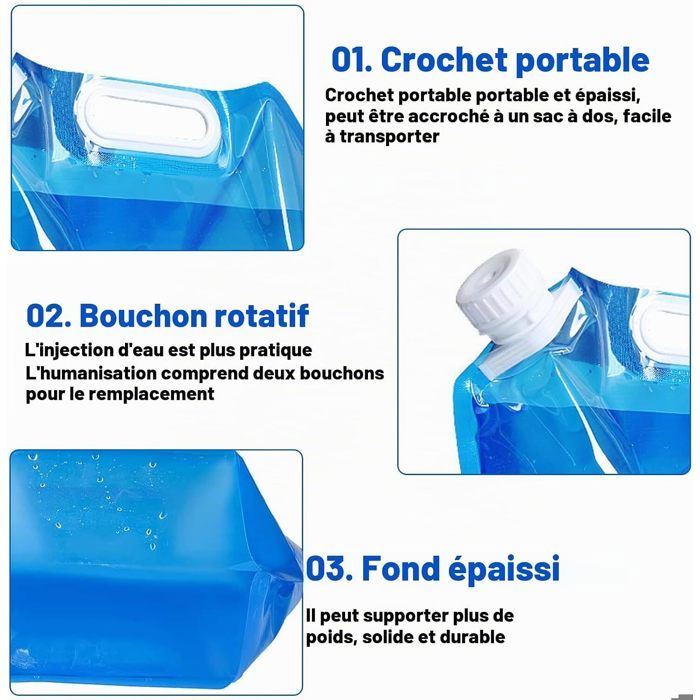 01. Crochet portable
Crochet portable portable et épaissi,
peut être accroché à un sac à dos, facile
à transporter
02. Bouchon rotatif
L'injection d'eau est plus pratique
L'humanisation comprend deux bouchons
pour le remplacement
03. Fond épaissi
Il peut supporter plus de
poids, solide et durable